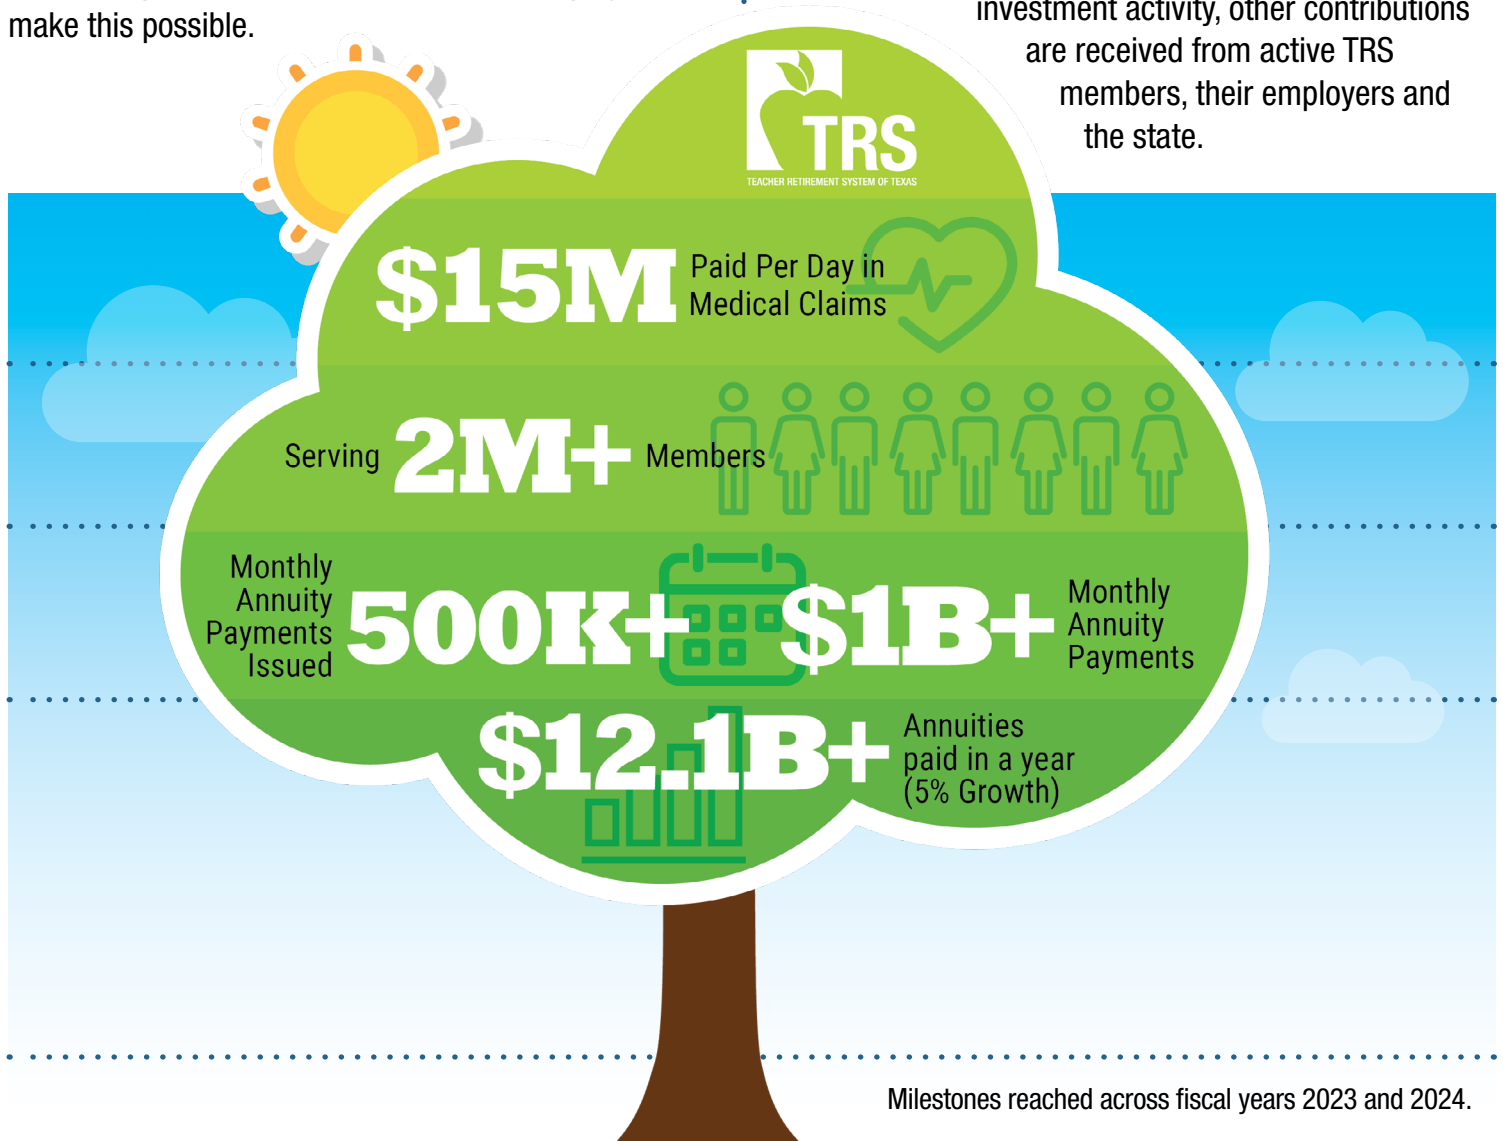 make this possible.
investment activity, other contributions
are received from active TRS
members, their employers and
the state.
TRS
TEACHER RETIREMENT SYSTEM OF TEXAS
$15M
Paid Per Day in
Medical Claims
Serving 2M+ Members
Monthly
Annuity
Payments
Issued
500K+
$1B+
Monthly
Annuity
Payments
$12.1B+
Annuities
paid in a year
(5% Growth)
Milestones reached across fiscal years 2023 and 2024.